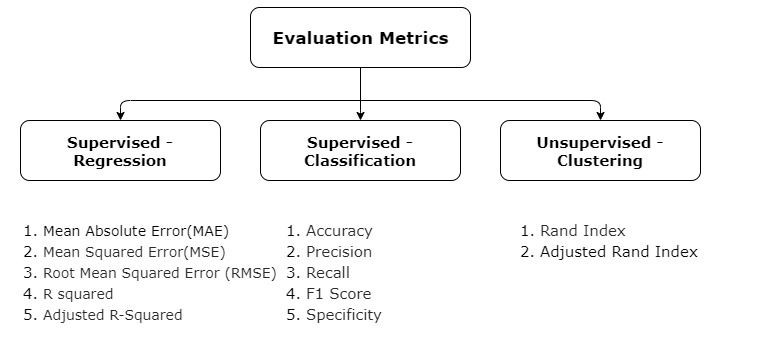 Evaluation Metrics
Supervised -
Regression
Supervised -
Classification
Unsupervised -
Clustering
1. Mean Absolute Error(MAE)
2. Mean Squared Error(MSE)
3. Root Mean Squared Error (RMSE)
4. R squared
5. Adjusted R-Squared
1. Accuracy
2. Precision
3. Recall
4. F1 Score
5. Specificity
1. Rand Index
2. Adjusted Rand Index